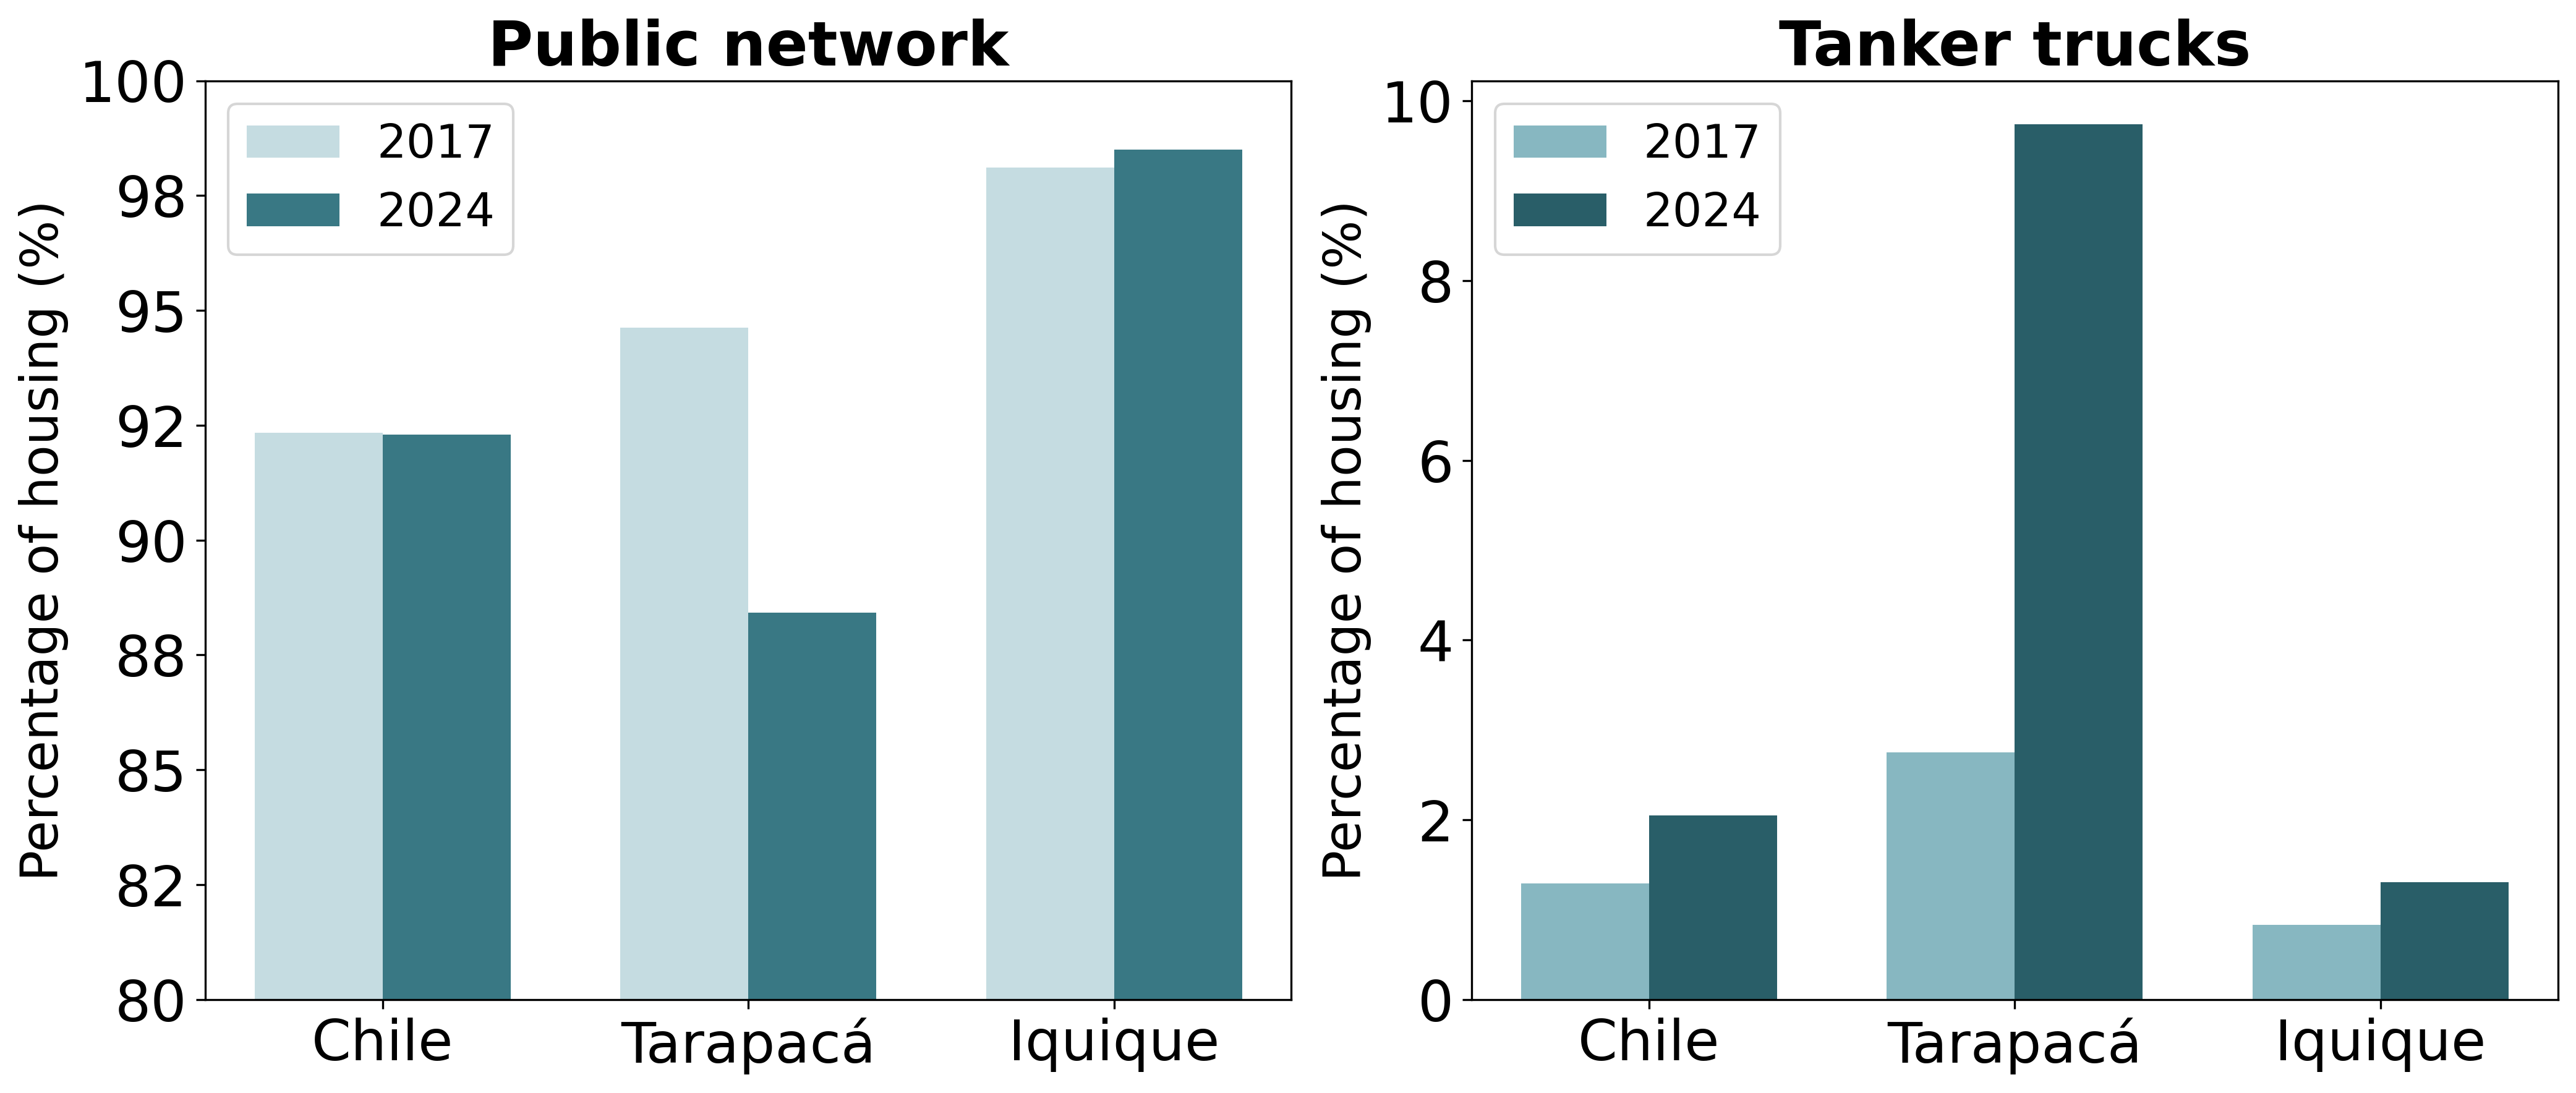 Public network
Percentage of housing (%)
100
98
95
92
90
88
85
82
80
2017
2024
Chile
Tarapacá
Iquique
Tanker trucks
Percentage of housing (%)
10
8
6
4
2
0
2017
2024
Chile
Tarapacá
Iquique